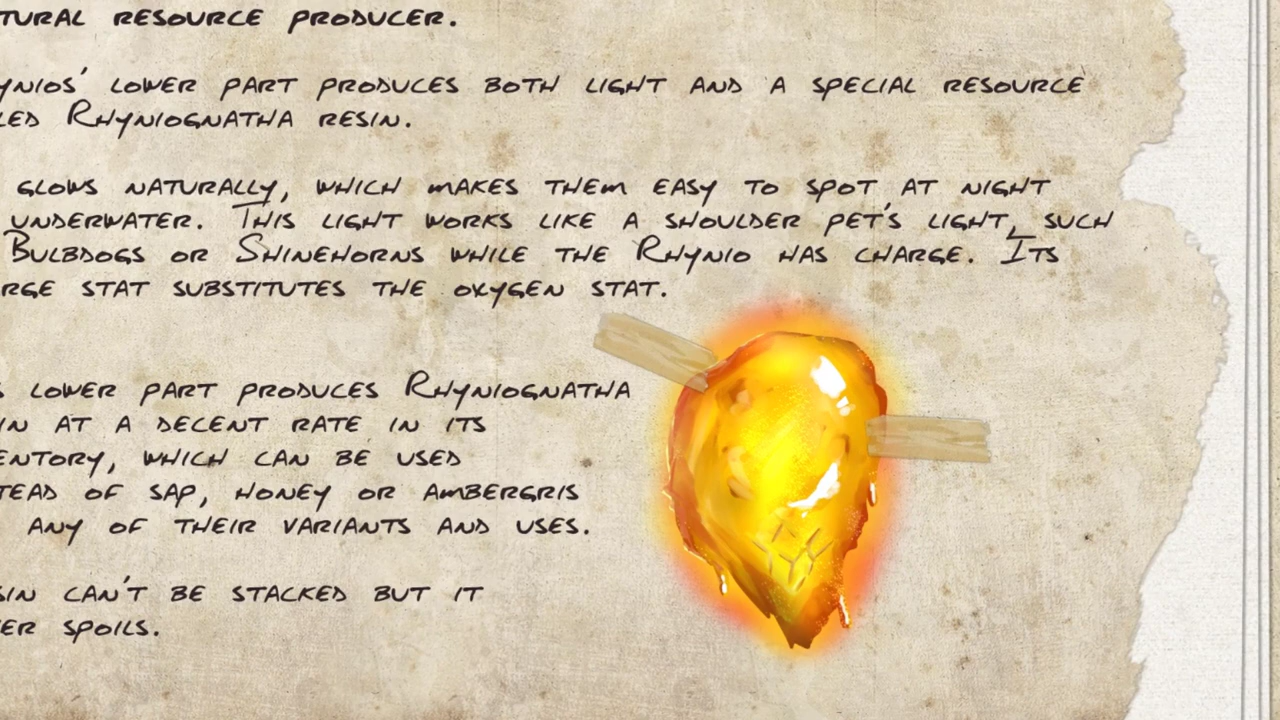 TURAL RESOURCE PRODUCER.
YNIOS' LOWER PART PRODUCES BOTH LIGHT AND A SPECIAL RESOURCE
LED RHYNIOGNATHA RESIN.
GLOWS NATURALLY, WHICH MAKES THEM EASY TO SPOT AT NIGHT
UNDERWATER. THIS LIGHT WORKS LIKE A SHOULDER PET'S LIGHT, SUCH
BULBDOGS OR SHINEHORNS WHILE THE RHYNIO HAS CHARGE. ITS
RGE STAT SUBSTITUTES THE OXYGEN STAT.
S LOWER PART PRODUCES RHYNIOGNATHA
IN AT A DECENT RATE IN ITS
ENTORY, WHICH CAN BE USED
TEAD OF SAP, HONEY OR AMBERGRIS
ANY OF THEIR VARIANTS AND USES.
SIN CAN'T BE STACKED BUT IT
ER SPOILS.